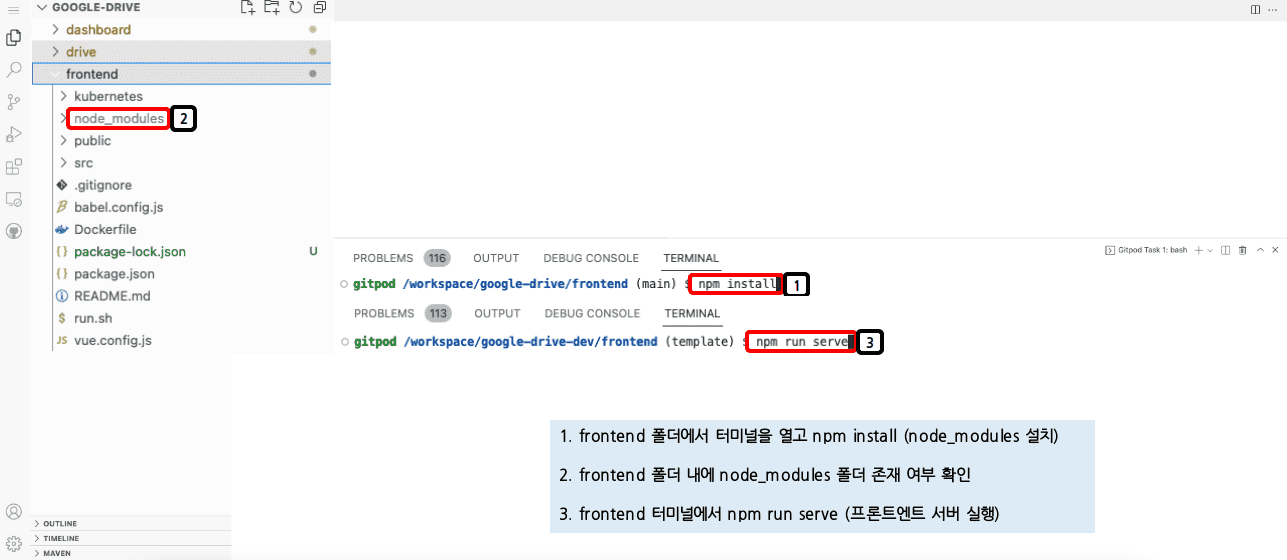 GOOGLE-DRIVE
dashboard
drive
frontend
kubernetes
node_modules 2
public
src
.gitignore
babel.config.js
Dockerfile
package-lock.json U
package.json
README.md
run.sh
JS vue.config.js
OUTLINE
TIMELINE
MAVEN
Gitpod Task 1: bash
PROBLEMS 116 OUTPUT DEBUG CONSOLE TERMINAL
gitpod /workspace/google-drive/frontend (main) $ npm install 1
PROBLEMS 113 OUTPUT DEBUG CONSOLE TERMINAL
gitpod /workspace/google-drive-dev/frontend (template) $ npm run serve 3
1. frontend 폴더에서 터미널을 열고 npm install (node_modules 설치)
2. frontend 폴더 내에 node_modules 폴더 존재 여부 확인
3. frontend 터미널에서 npm run serve (프론트엔트 서버 실행)